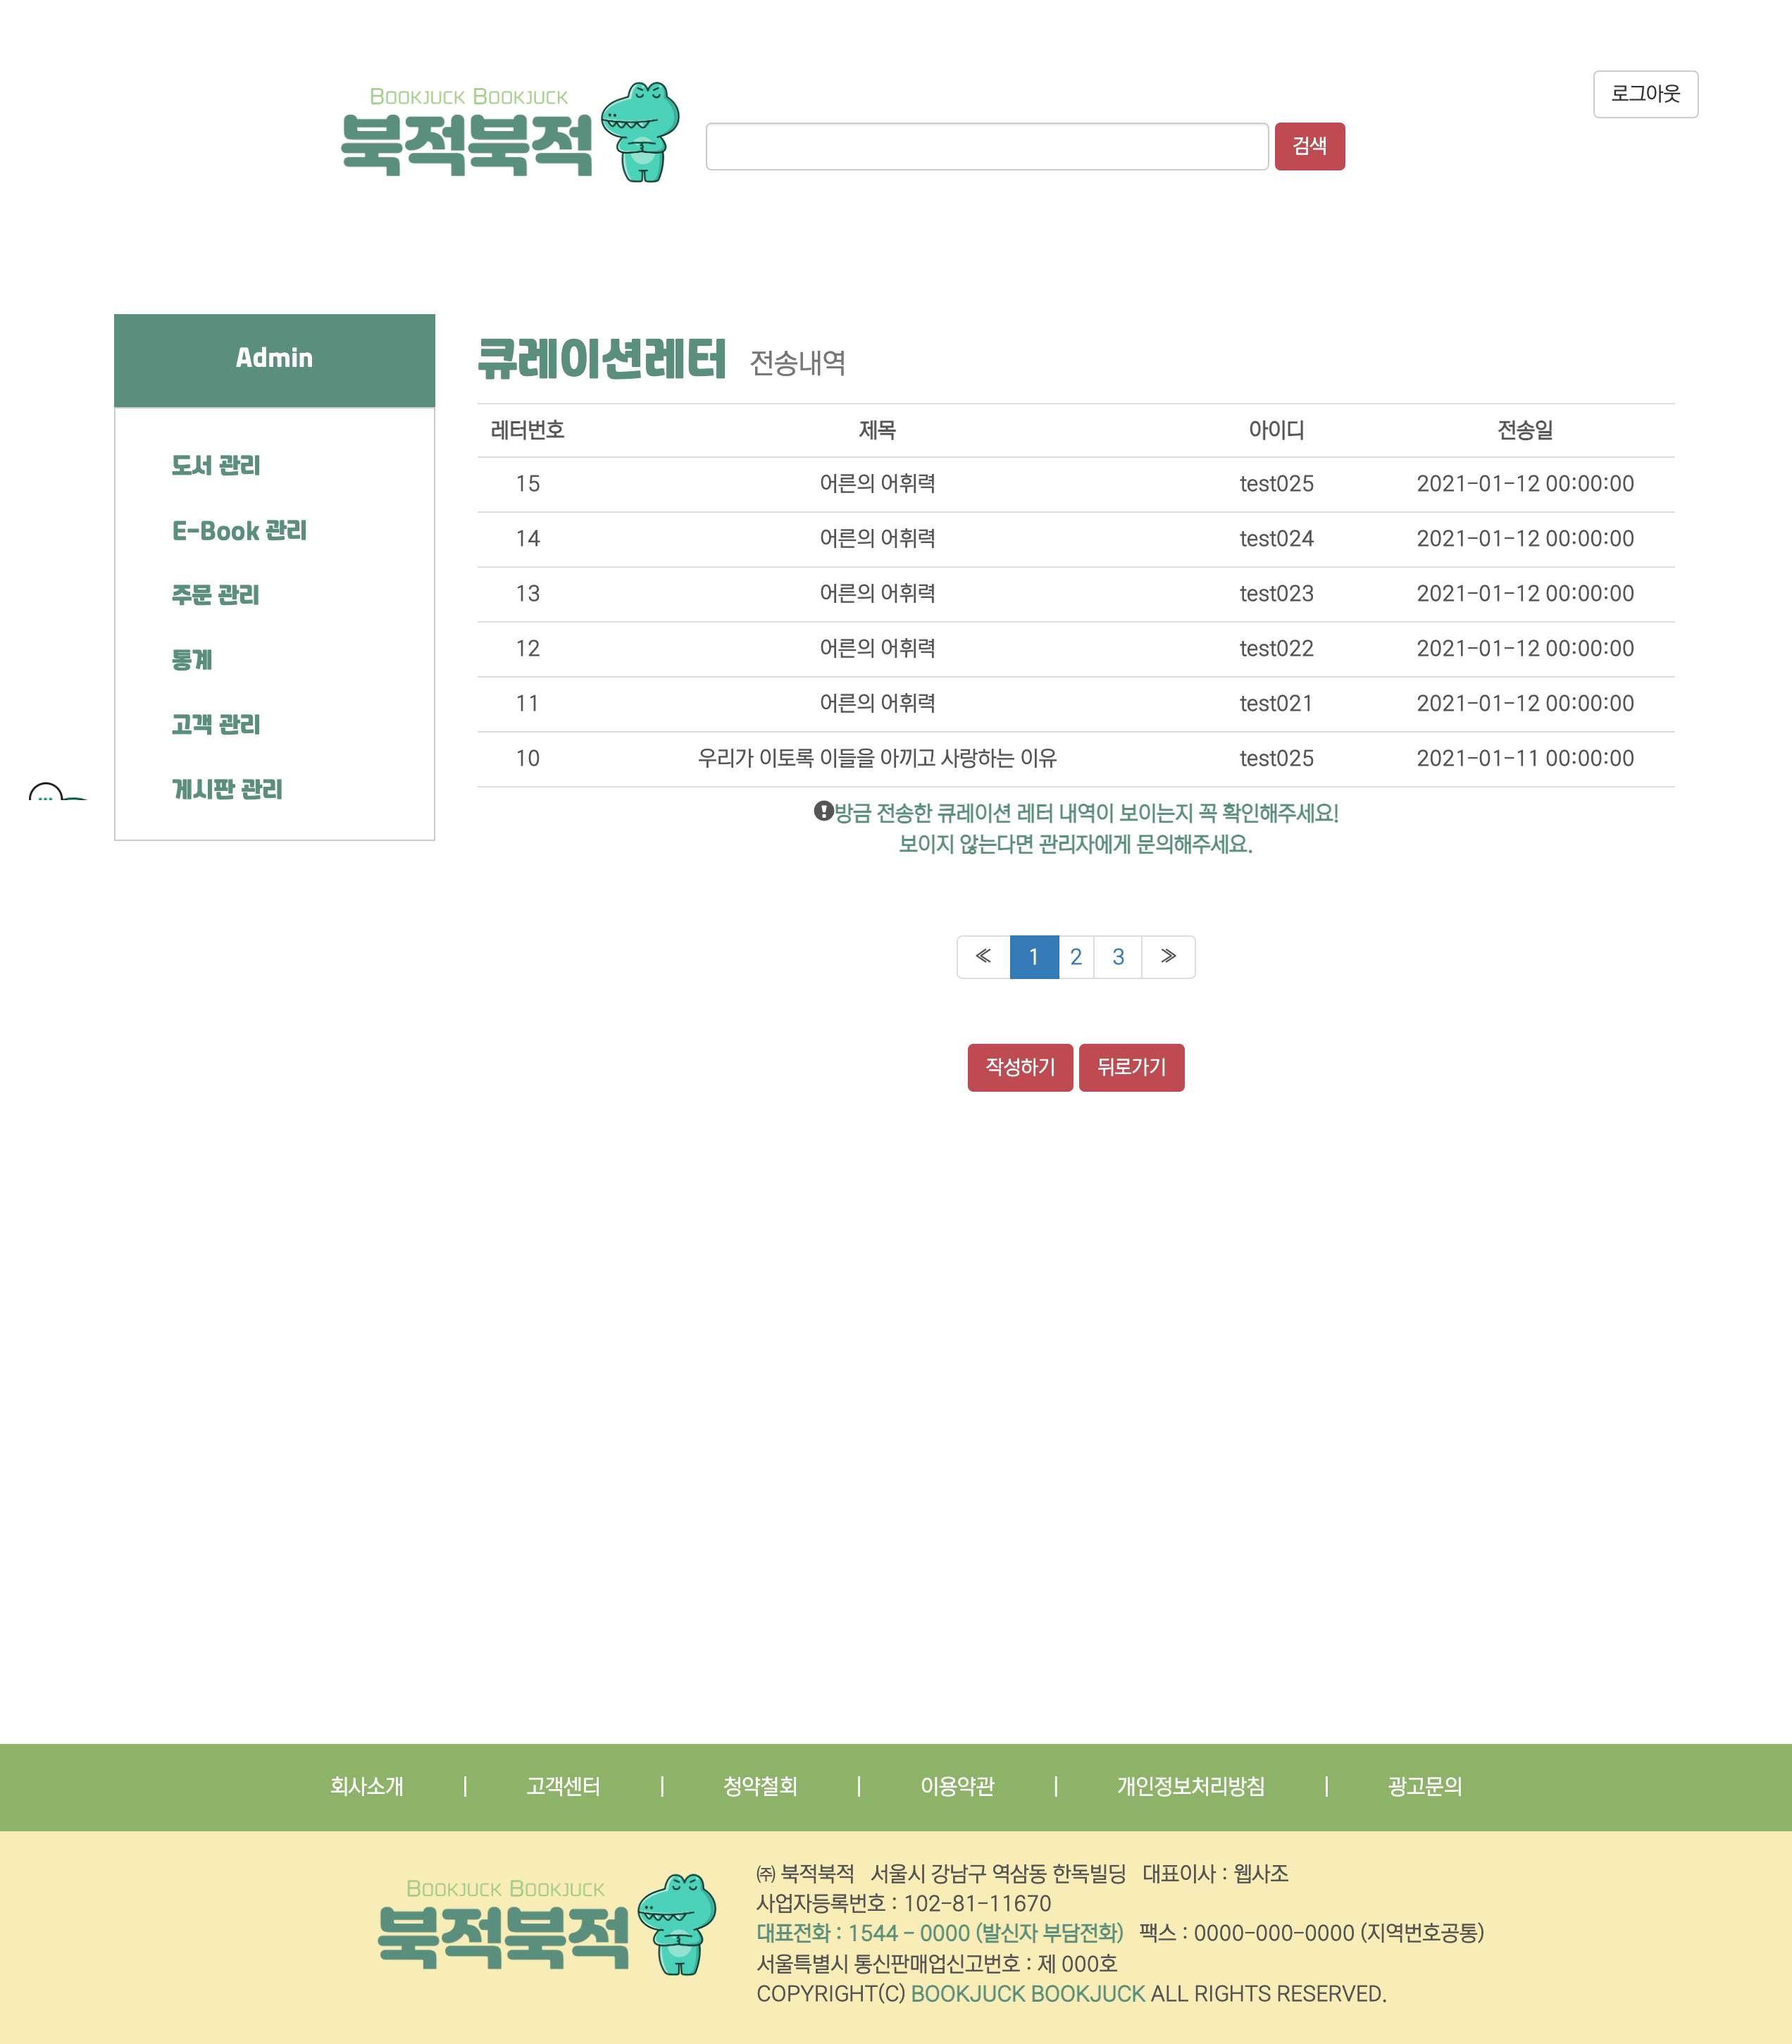 BOOKJUCK BOOKJUCK
북적북적
검색
로그아웃
Admin
도서 관리
E-Book 관리
주문 관리
통계
고객 관리
게시판 관리
큐레이션레터 전송내역
레터번호 제목 아이디 전송일
15 어른의 어휘력 test025 2021-01-12 00:00:00
14 어른의 어휘력 test024 2021-01-12 00:00:00
13 어른의 어휘력 test023 2021-01-12 00:00:00
12 어른의 어휘력 test022 2021-01-12 00:00:00
11 어른의 어휘력 test021 2021-01-12 00:00:00
10 우리가 이토록 이들을 아끼고 사랑하는 이유 test025 2021-01-11 00:00:00
방금 전송한 큐레이션 레터 내역이 보이는지 꼭 확인해주세요!
보이지 않는다면 관리자에게 문의해주세요.
≪ 1 2 3 ≫
작성하기 뒤로가기
회사소개 | 고객센터 | 청약철회 | 이용약관 | 개인정보처리방침 | 광고문의
BOOKJUCK BOOKJUCK
북적북적
㈜ 북적북적 서울시 강남구 역삼동 한독빌딩 대표이사 : 웹사조
사업자등록번호 : 102-81-11670
대표전화 : 1544 - 0000 (발신자 부담전화) 팩스 : 0000-000-0000 (지역번호공통)
서울특별시 통신판매업신고번호 : 제 000호
COPYRIGHT(C) BOOKJUCK BOOKJUCK ALL RIGHTS RESERVED.